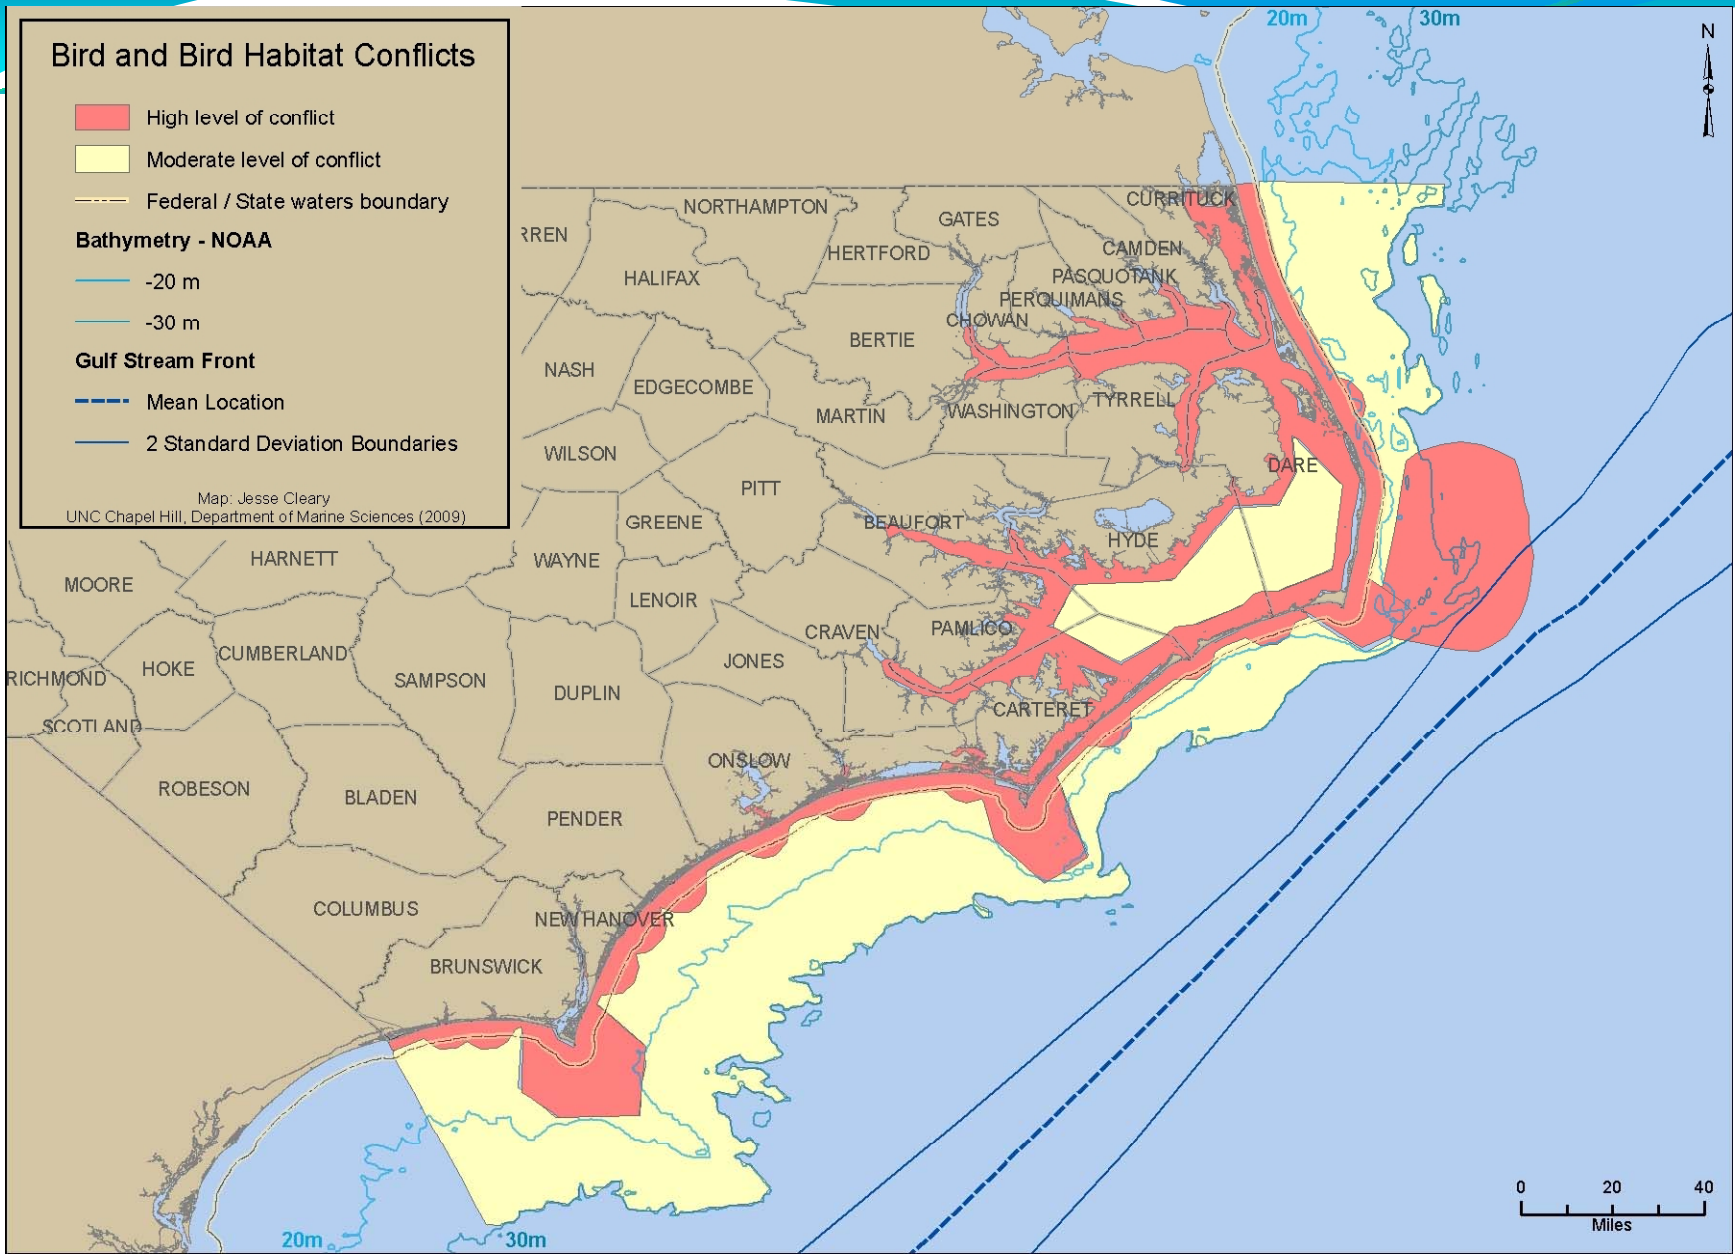 Bird and Bird Habitat Conflicts
High level of conflict
Moderate level of conflict
Federal / State waters boundary
Bathymetry - NOAA
-20 m
-30 m
Gulf Stream Front
Mean Location
2 Standard Deviation Boundaries
Map: Jesse Cleary
UNC Chapel Hill, Department of Marine Sciences (2009)
20m
30m
N
CURRITUCK
NORTHAMPTON
GATES
RREN
HERTFORD
CAMDEN
HALIFAX
PASQUOTANK
PERQUIMANS
CHOWAN
BERTIE
NASH
EDGECOMBE
TYRRELL
MARTIN
WASHINGTON
WILSON
DARE
PITT
GREENE
BEAUFORT
HYDE
HARNETT
WAYNE
MOORE
LENOIR
CRAVEN
PAMLICO
CUMBERLAND
JONES
HOKE
RICHMOND
SAMPSON
DUPLIN
CARTERET
SCOTLAND
ONSLOW
ROBESON
BLADEN
PENDER
COLUMBUS
NEW HANOVER
BRUNSWICK
0 20 40
Miles
20m
30m